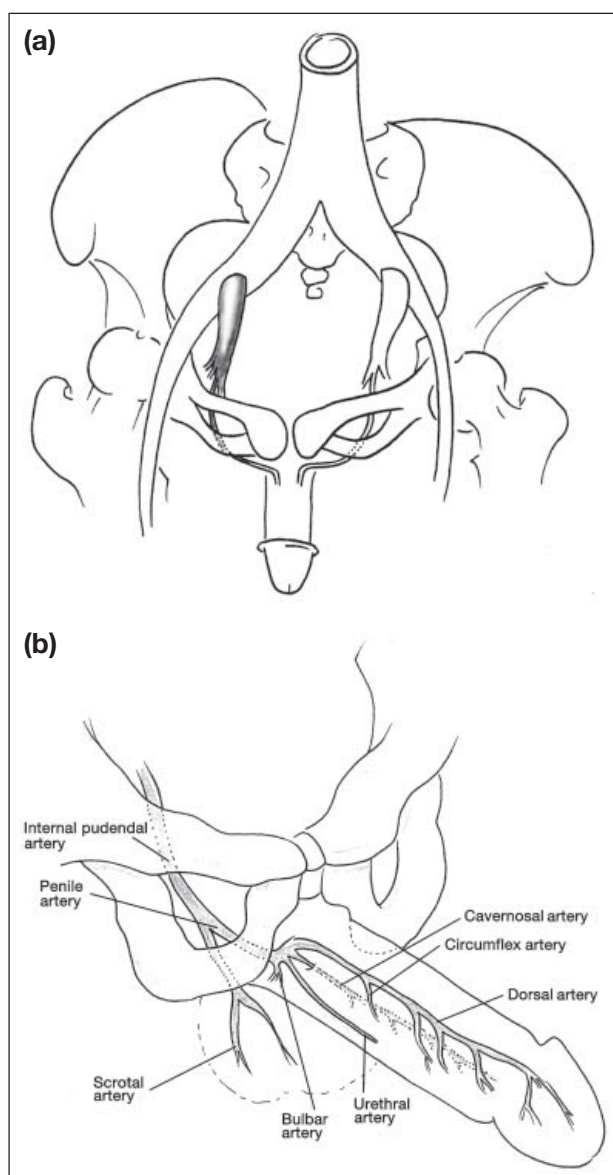 (a)
(b)
Internal pudendal
artery
Penile
artery
Cavernosal artery
Circumflex artery
Dorsal artery
Scrotal
artery
Bulbar
artery
Urethral
artery